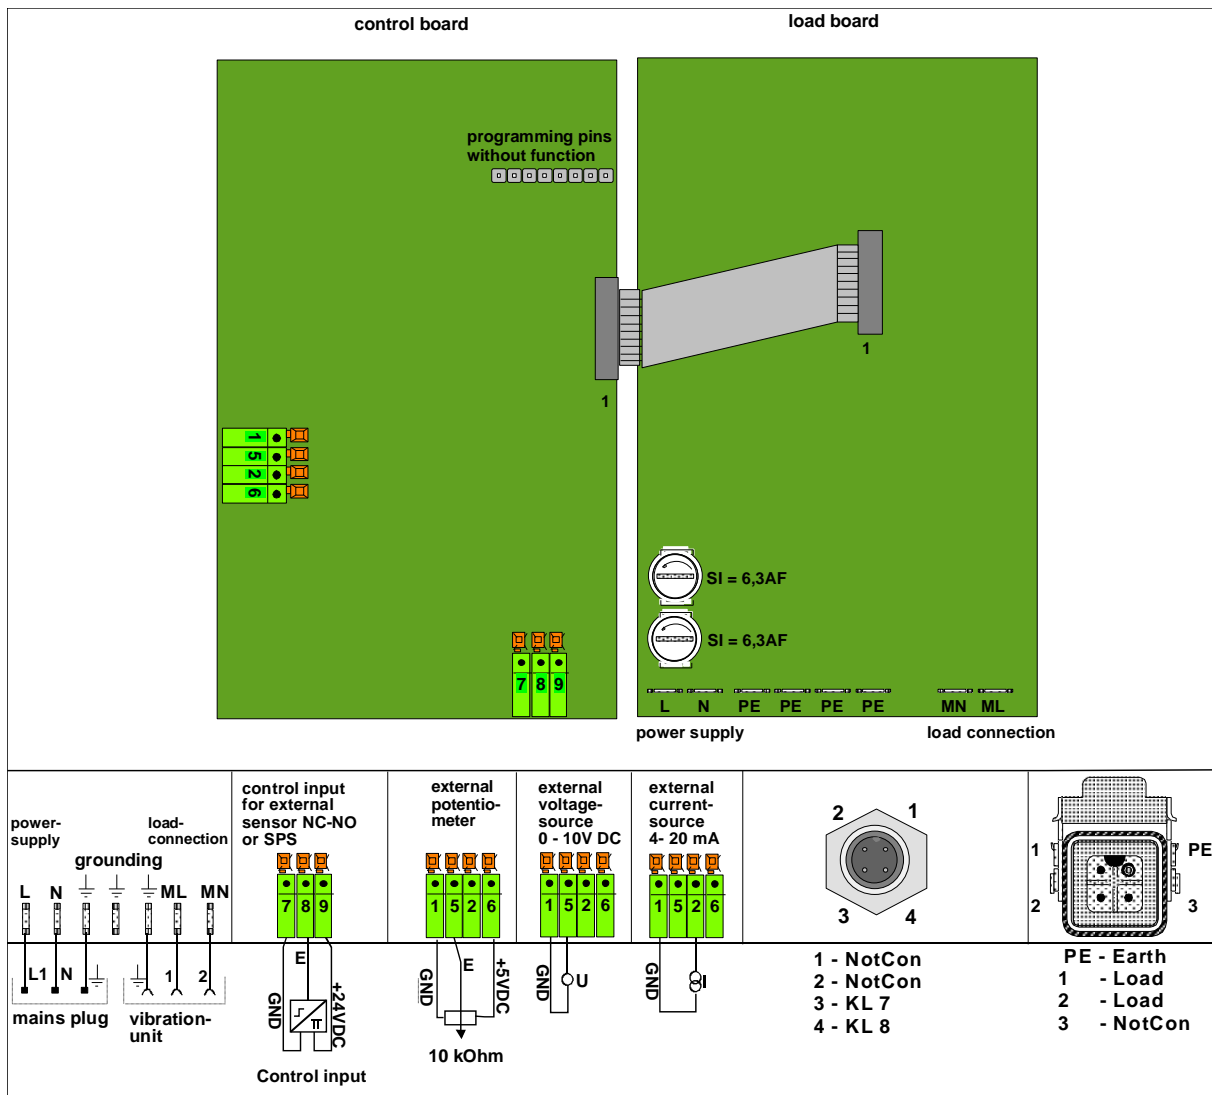 control board
load board
programming pins
without function
1
1
1
5
2
6
SI = 6,3AF
SI = 6,3AF
7 8 9
L N PE PE PE PE MN ML
power supply
load connection
power-
supply
load-
connection
grounding
L N ML MN
L1 N 1 2
mains plug
vibration-
unit
control input
for external
sensor NC-NO
or SPS
7 8 9
E
GND
+24VDC
Control input
external
potentio-
meter
1 5 2 6
E
GND
+5VDC
10 kOhm
external
voltage-
source
0 - 10V DC
1 5 2 6
GND
U
external
current-
source
4- 20 mA
1 5 2 6
GND
I
2 1
3 4
1 - NotCon
2 - NotCon
3 - KL 7
4 - KL 8
1 PE
2 3
PE - Earth
1 - Load
2 - Load
3 - NotCon